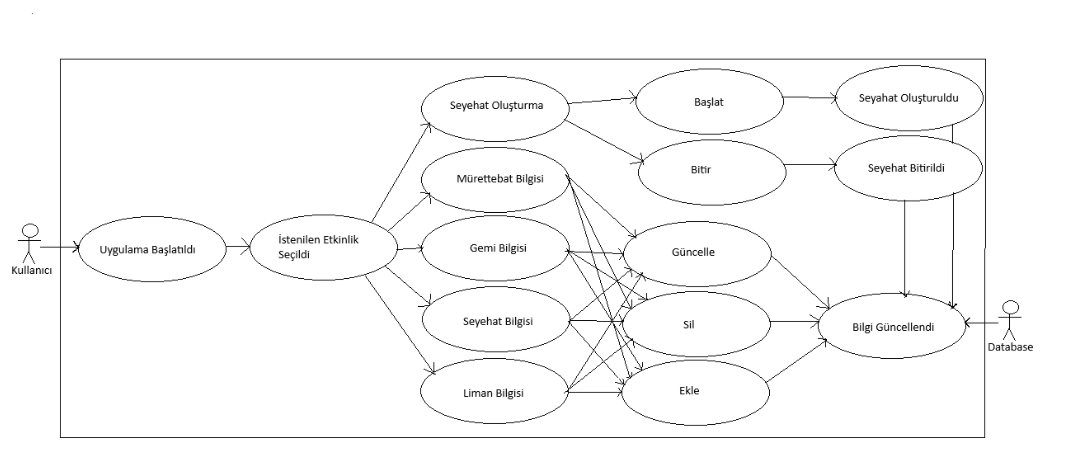 Seyehat Oluşturma
Başlat
Seyahat Oluşturuldu
Mürettebat Bilgisi
Bitir
Seyehat Bitirildi
Kullanıcı
Uygulama Başlatıldı
İstenilen Etkinlik
Seçildi
Gemi Bilgisi
Güncelle
Seyehat Bilgisi
Sil
Bilgi Güncellendi
Database
Liman Bilgisi
Ekle